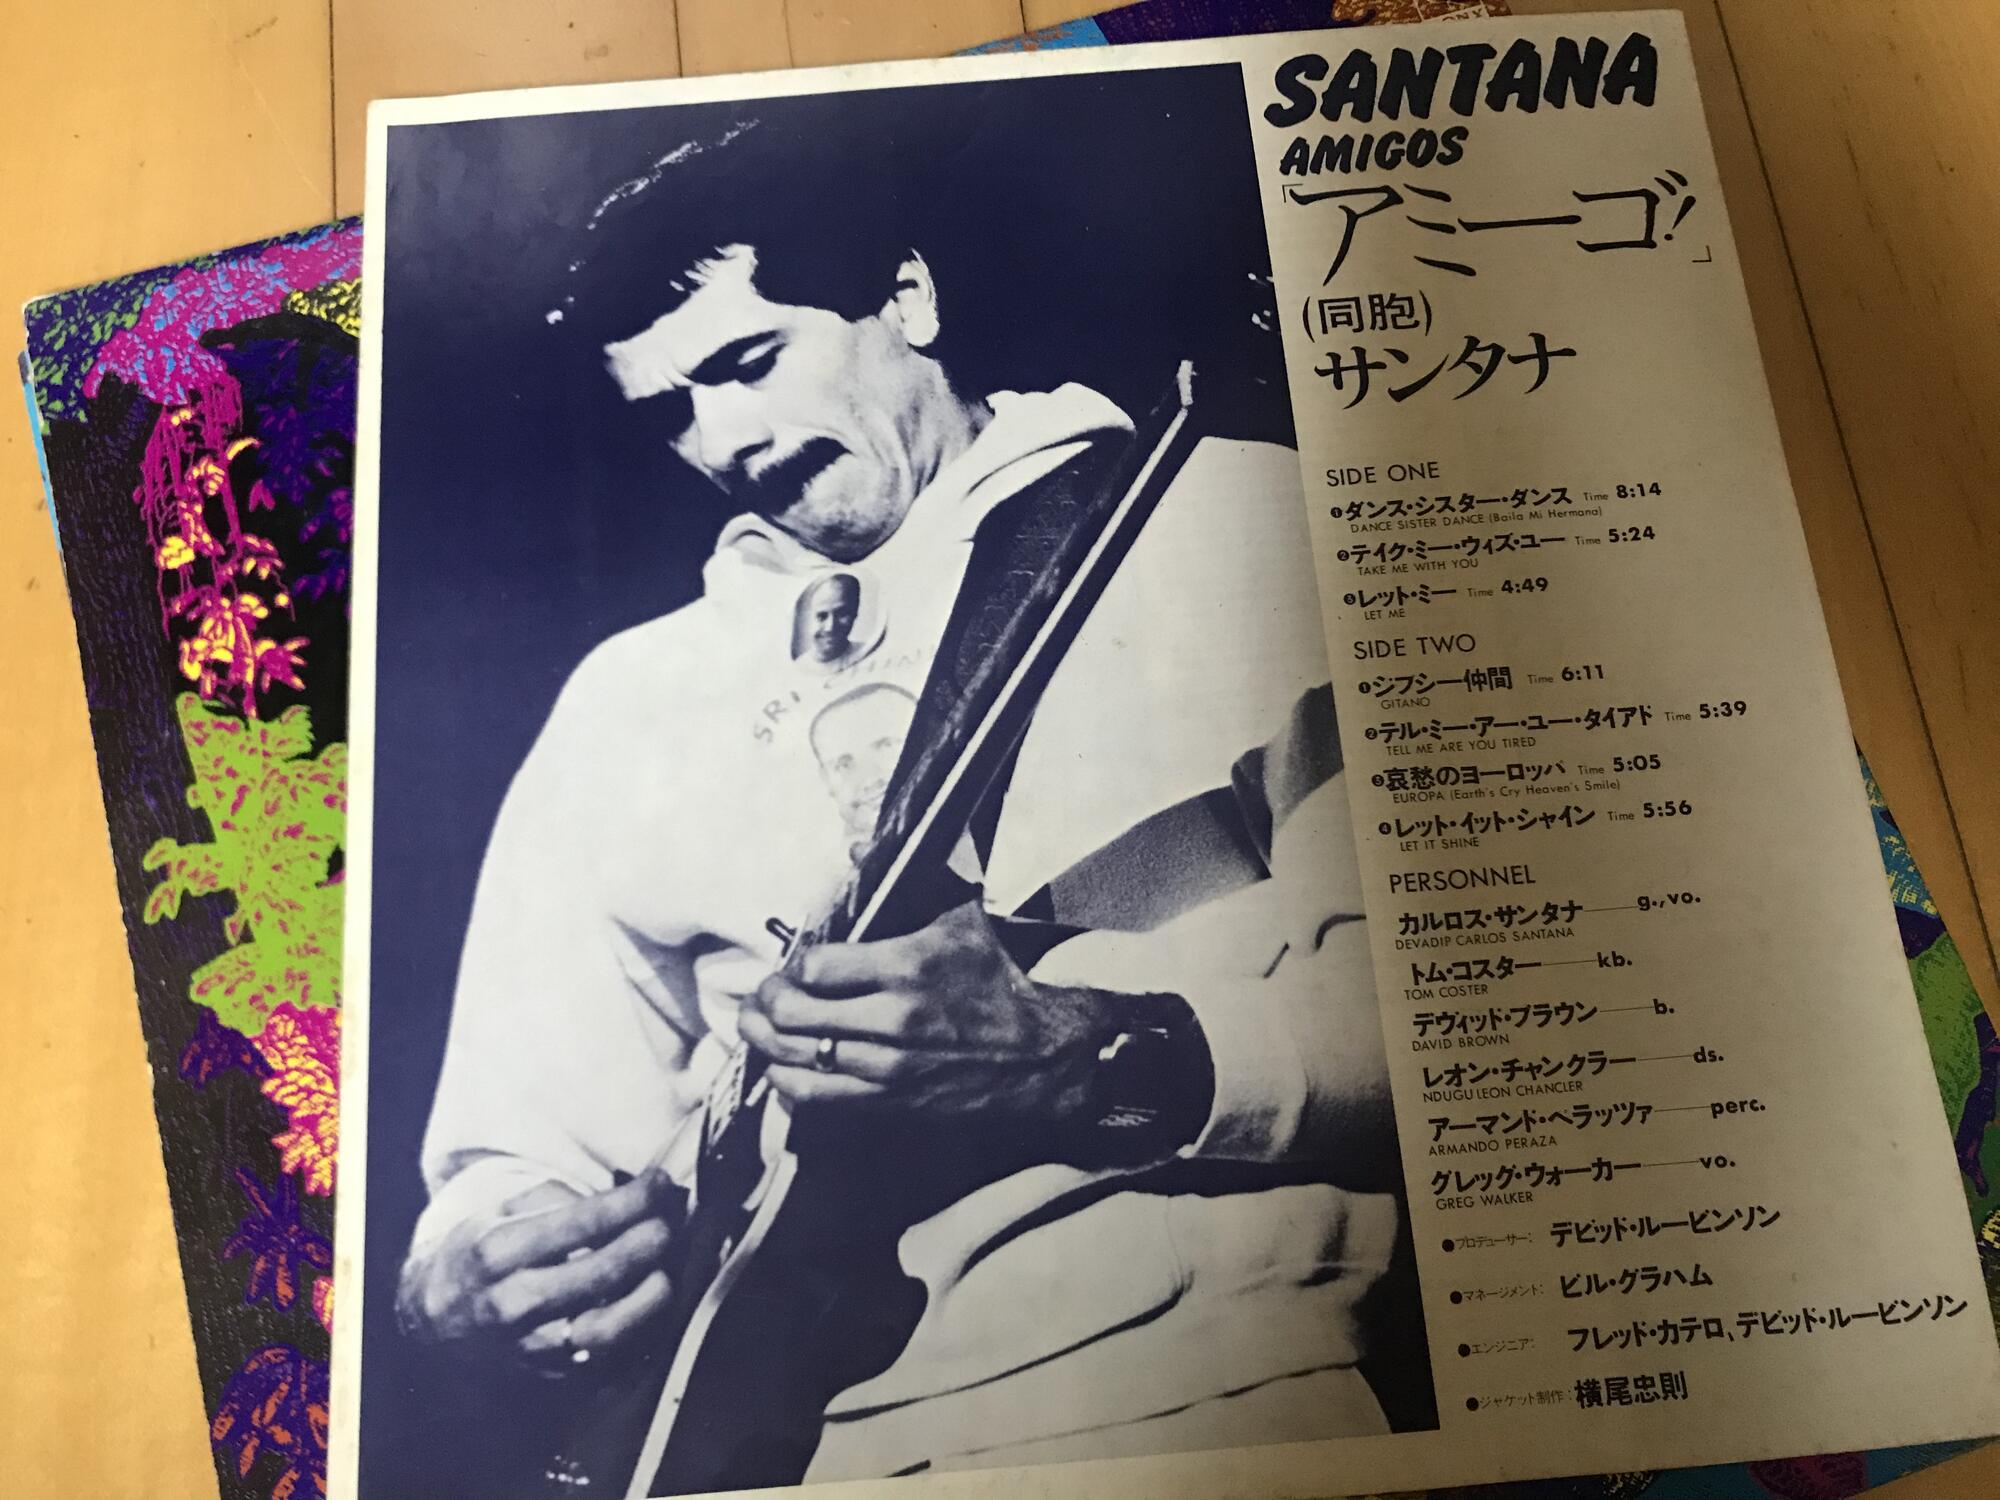 SANTANA
AMIGOS
「アミーゴ!」
(同胞)
サンタナ
SIDE ONE
❶ダンス・シスター・ダンス Time 8:14
DANCE SISTER DANCE (Baila Mi Hermana)
❷テイク・ミー・ウィズ・ユー Time 5:24
TAKE ME WITH YOU
❸レット・ミー Time 4:49
LET ME
SIDE TWO
❶ジプシー仲間 Time 6:11
GITANO
❷テル・ミー・アー・ユー・タイアド Time 5:39
TELL ME ARE YOU TIRED
❸哀愁のヨーロッパ Time 5:05
EUROPA (Earth's Cry Heaven's Smile)
❹レット・イット・シャイン Time 5:56
LET IT SHINE
PERSONNEL
カルロス・サンタナ——g.,vo.
DEVADIP CARLOS SANTANA
トム・コスター——kb.
TOM COSTER
デヴィッド・ブラウン——b.
DAVID BROWN
レオン・チャンクラー——ds.
NDUGU LEON CHANCLER
アーマンド・ペラッツァ——perc.
ARMANDO PERAZA
グレッグ・ウォーカー——vo.
GREG WALKER
●プロデューサー: デビッド・ルービンソン
●マネージメント: ビル・グラハム
●エンジニア: フレッド・カテロ、デビッド・ルービンソン
●ジャケット制作: 横尾忠則
SRI